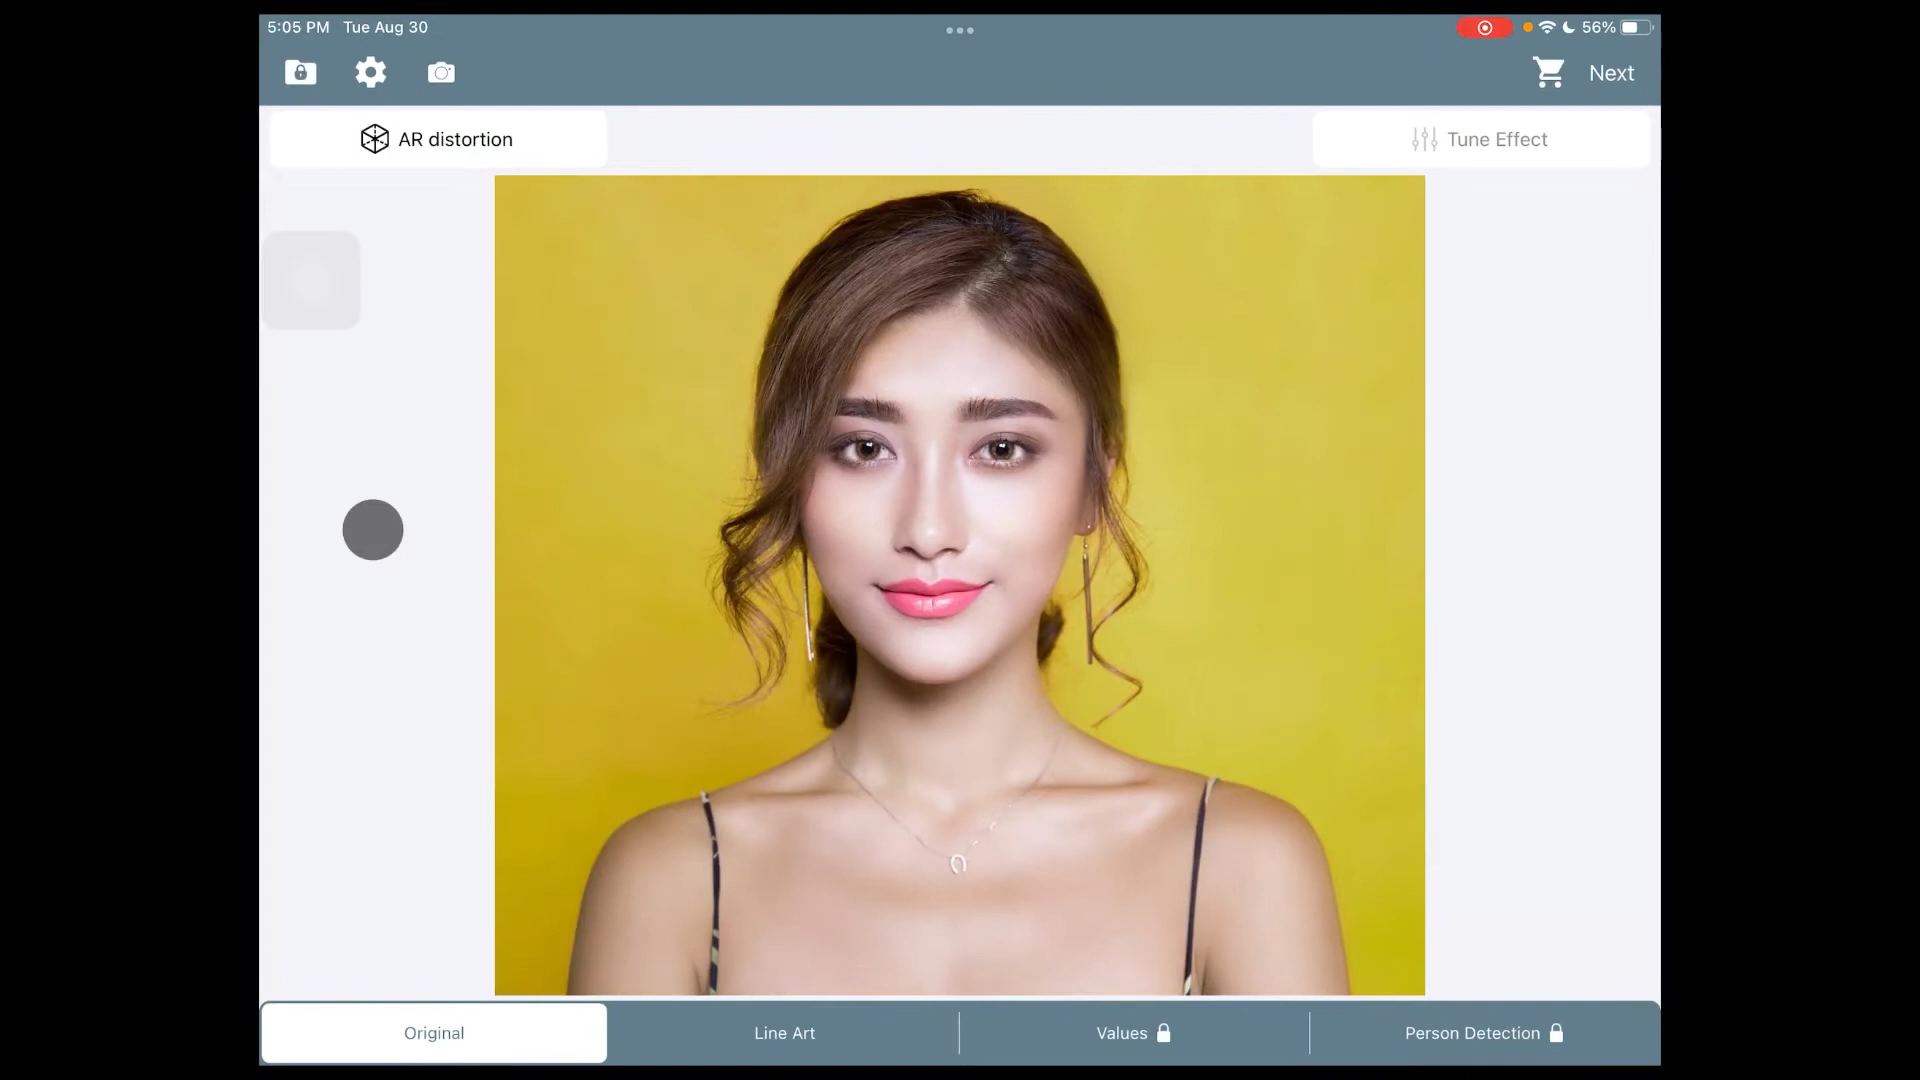 5:05 PM Tue Aug 30
56%
Next
AR distortion
Tune Effect
Original
Line Art
Values
Person Detection